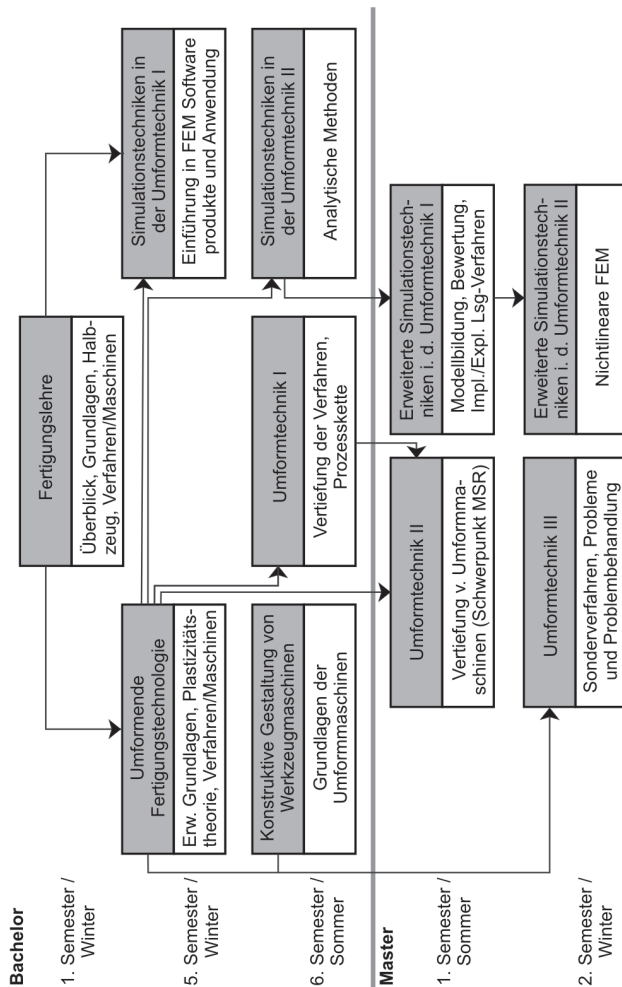 Bachelor
1. Semester /
Winter
Fertigungslehre
Überblick, Grundlagen, Halb-
zeug, Verfahren/Maschinen
5. Semester /
Winter
Umformende
Fertigungstechnologie
Erw. Grundlagen, Plastizitäts-
theorie, Verfahren/Maschinen
Simulationstechniken in
der Umformtechnik I
Einführung in FEM Software
produkte und Anwendung
6. Semester /
Sommer
Konstruktive Gestaltung von
Werkzeugmaschinen
Grundlagen der
Umformmaschinen
Umformtechnik I
Vertiefung der Verfahren,
Prozesskette
Simulationstechniken in
der Umformtechnik II
Analytische Methoden
Master
1. Semester /
Sommer
Umformtechnik II
Vertiefung v. Umformma-
schinen (Schwerpunkt MSR)
Erweiterte Simulationstech-
niken i. d. Umformtechnik I
Modellbildung, Bewertung,
Impl./Expl. Lsg-Verfahren
2. Semester /
Winter
Umformtechnik III
Sonderverfahren, Probleme
und Problembehandlung
Erweiterte Simulationstech-
niken i. d. Umformtechnik II
Nichtlineare FEM